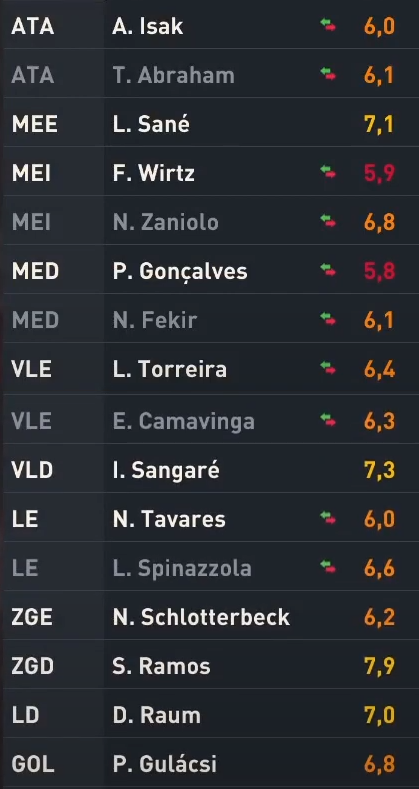 ATA A. Isak 6,0
ATA T. Abraham 6,1
MEE L. Sané 7,1
MEI F. Wirtz 5,9
MEI N. Zaniolo 6,8
MED P. Gonçalves 5,8
MED N. Fekir 6,1
VLE L. Torreira 6,4
VLE E. Camavinga 6,3
VLD I. Sangaré 7,3
LE N. Tavares 6,0
LE L. Spinazzola 6,6
ZGE N. Schlotterbeck 6,2
ZGD S. Ramos 7,9
LD D. Raum 7,0
GOL P. Gulácsi 6,8